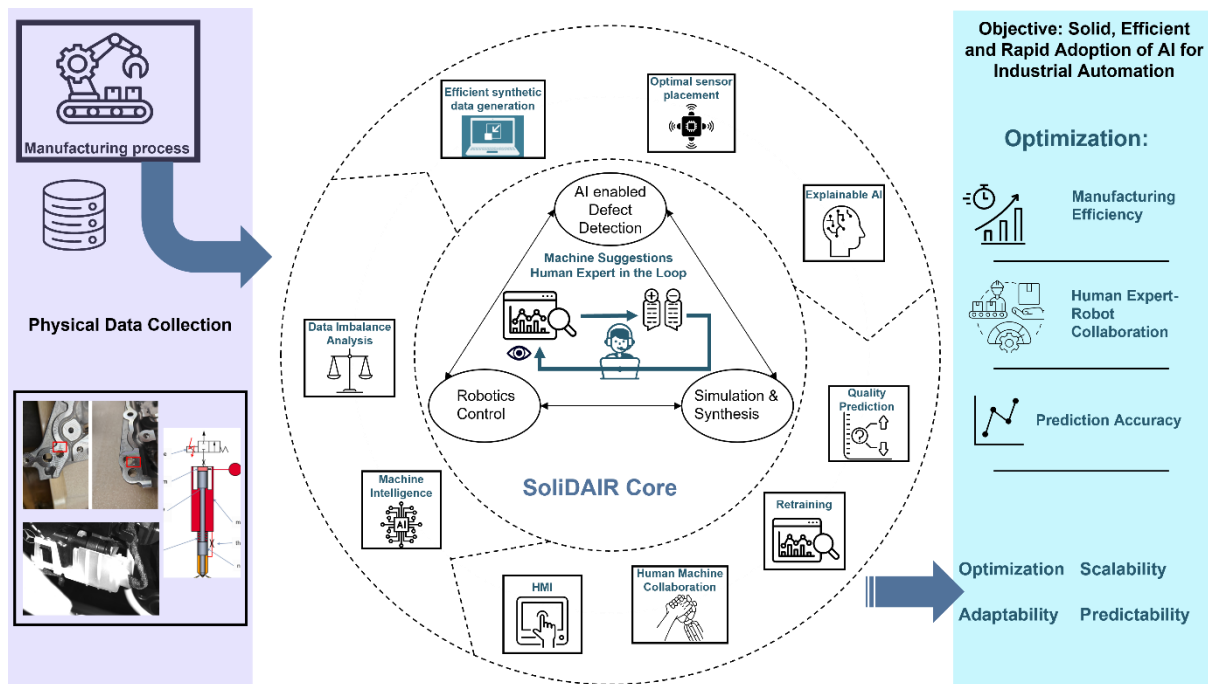 Manufacturing process
Physical Data Collection
Efficient synthetic
data generation
Optimal sensor
placement
Explainable AI
Data Imbalance
Analysis
Quality
Prediction
Machine
Intelligence
AI
Retraining
HMI
Human Machine
Collaboration
AI enabled
Defect
Detection
Machine Suggestions
Human Expert in the Loop
Robotics
Control
Simulation &
Synthesis
SoliDAIR Core
Objective: Solid, Efficient
and Rapid Adoption of AI for
Industrial Automation
Optimization:
Manufacturing
Efficiency
Human Expert-
Robot
Collaboration
Prediction Accuracy
Optimization Scalability
Adaptability Predictability